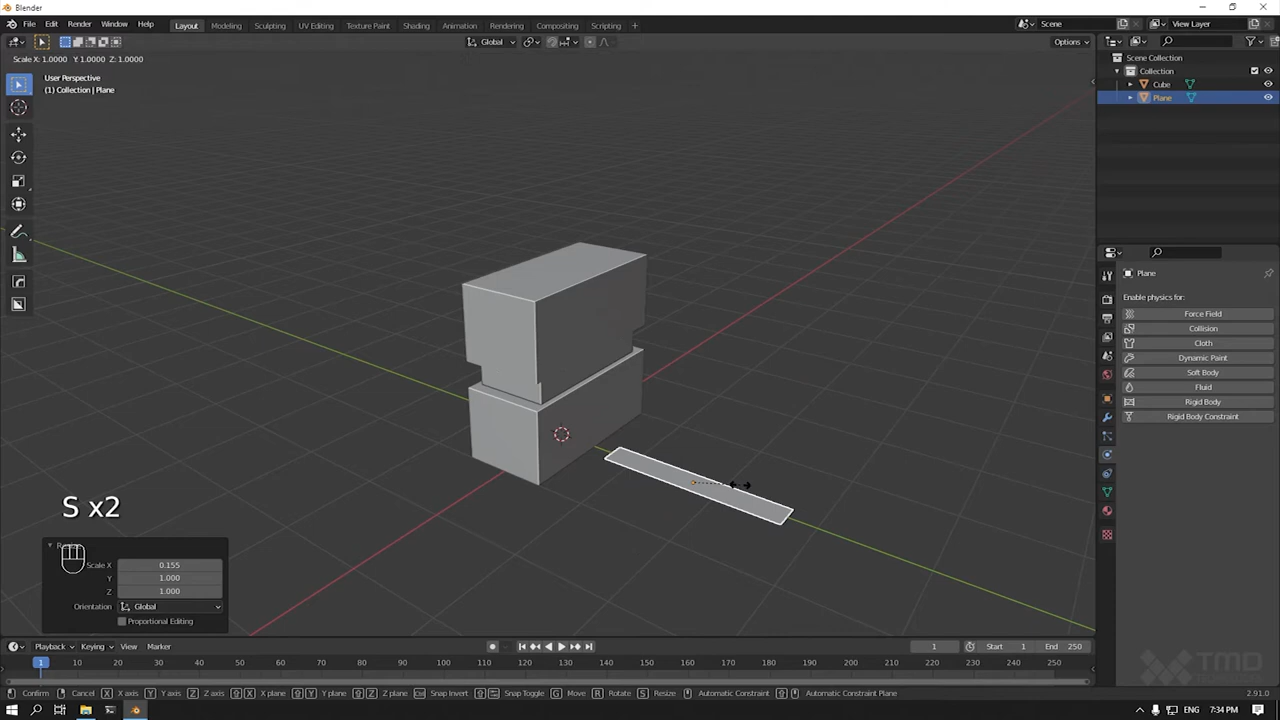 Blender
File Edit Render Window Help Layout Modeling Sculpting UV Editing Texture Paint Shading Animation Rendering Compositing Scripting + Scene View Layer
Global Options
Scale X: 1.0000 Y: 1.0000 Z: 1.0000
User Perspective
(1) Collection | Plane
Scene Collection
Collection
Cube
Plane
Plane
Enable physics for:
Force Field
Collision
Cloth
Dynamic Paint
Soft Body
Fluid
Rigid Body
Rigid Body Constraint
S x2
Scale X 0.155
Y 1.000
Z 1.000
Orientation Global
Proportional Editing
Playback Keying View Marker 1 Start 1 End 250
1 10 20 30 40 50 60 70 80 90 100 110 120 130 140 150 160 170 180 190 200 210 220 230 240 250
TMD
Confirm Cancel X X axis Y Y axis Z Z axis X X plane Y Y plane Z Z plane Snap Invert Snap Toggle G Move R Rotate S Resize Automatic Constraint Automatic Constraint Plane 2.91.0
ENG 7:34 PM